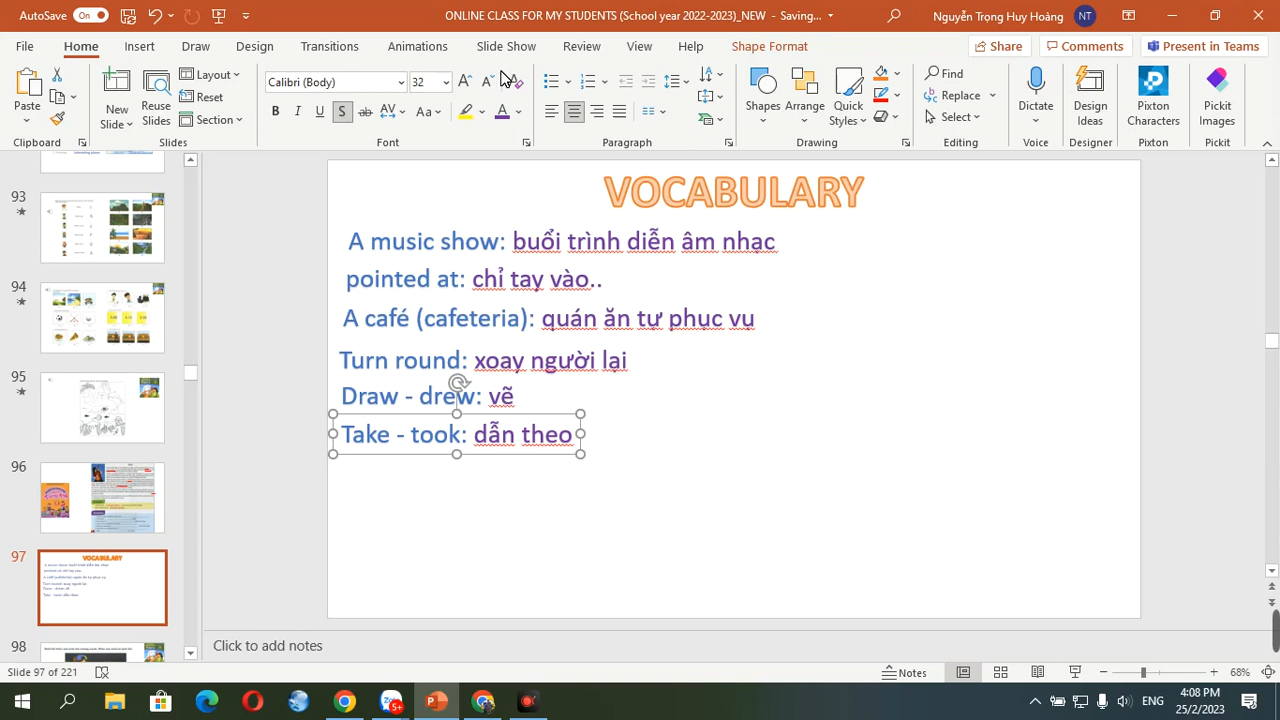 AutoSave On ONLINE CLASS FOR MY STUDENTS (School year 2022-2023)_NEW - Saving... Nguyễn Trọng Huy Hoàng NT
File Home Insert Draw Design Transitions Animations Slide Show Review View Help Shape Format Share Comments Present in Teams
Paste New Slide Reuse Slides Layout Reset Section
Calibri (Body) 32
Shapes Arrange Quick Styles Find Replace Select Dictate Design Ideas Pixton Characters Pickit Images
Clipboard Slides Font Paragraph Drawing Editing Voice Designer Pixton Pickit
93
94
95
96
97
98
VOCABULARY
A music show: buổi trình diễn âm nhạc
pointed at: chỉ tay vào..
A café (cafeteria): quán ăn tự phục vụ
Turn round: xoay người lại
Draw - drew: vẽ
Take - took: dẫn theo
Click to add notes
Slide 97 of 221 Notes 68%
ENG 4:08 PM
25/2/2023